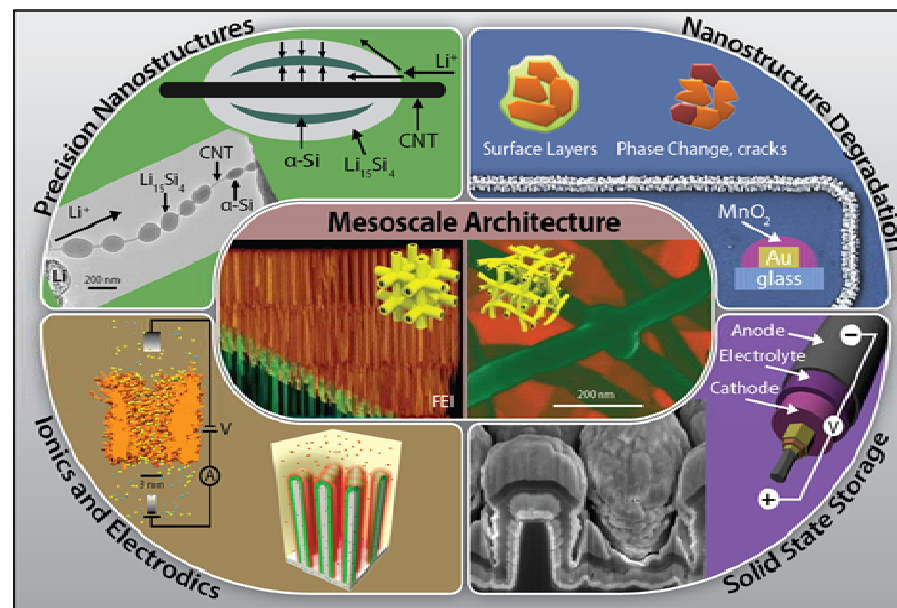 Precision Nanostructures
Li⁺
CNT
α-Si
Li₁₅Si₄
CNT
Li₁₅Si₄
α-Si
Li⁺
Li
200 nm
Nanostructure Degradation
Surface Layers
Phase Change, cracks
MnO₂
Au
glass
Mesoscale Architecture
FEI
200 nm
Ionics and Electrodics
V
A
Solid State Storage
Anode
Electrolyte
Cathode
−
V
+